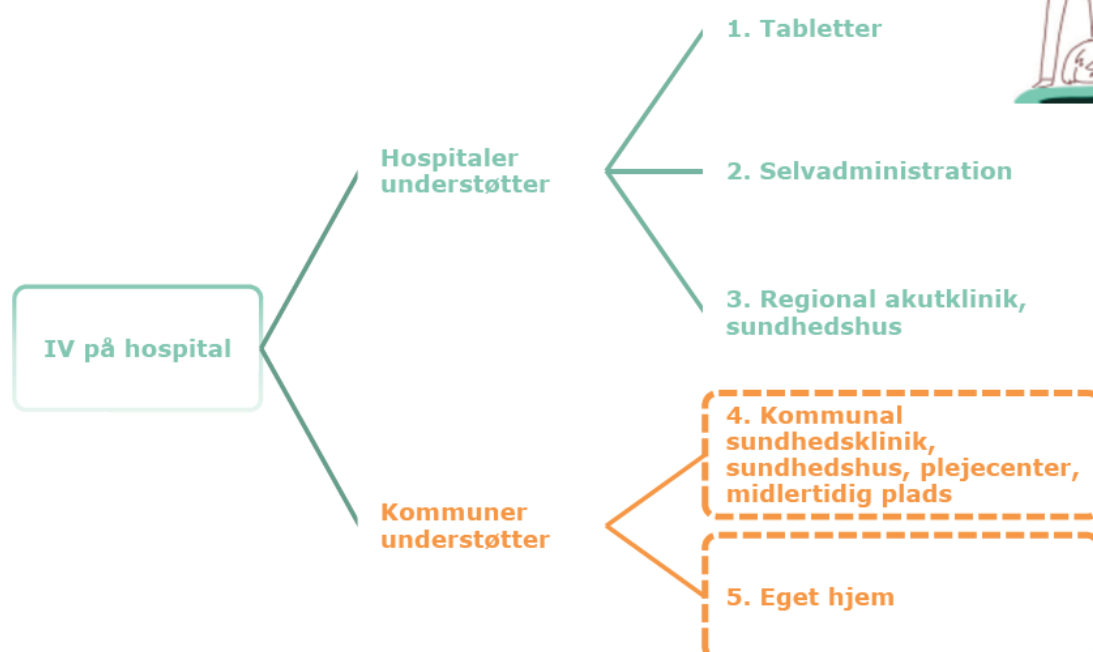 1. Tabletter
Hospitaler
understøtter
2. Selvadministration
3. Regional akutklinik,
sundhedshus
IV på hospital
4. Kommunal
sundhedsklinik,
sundhedshus, plejecenter,
midlertidig plads
Kommuner
understøtter
5. Eget hjem